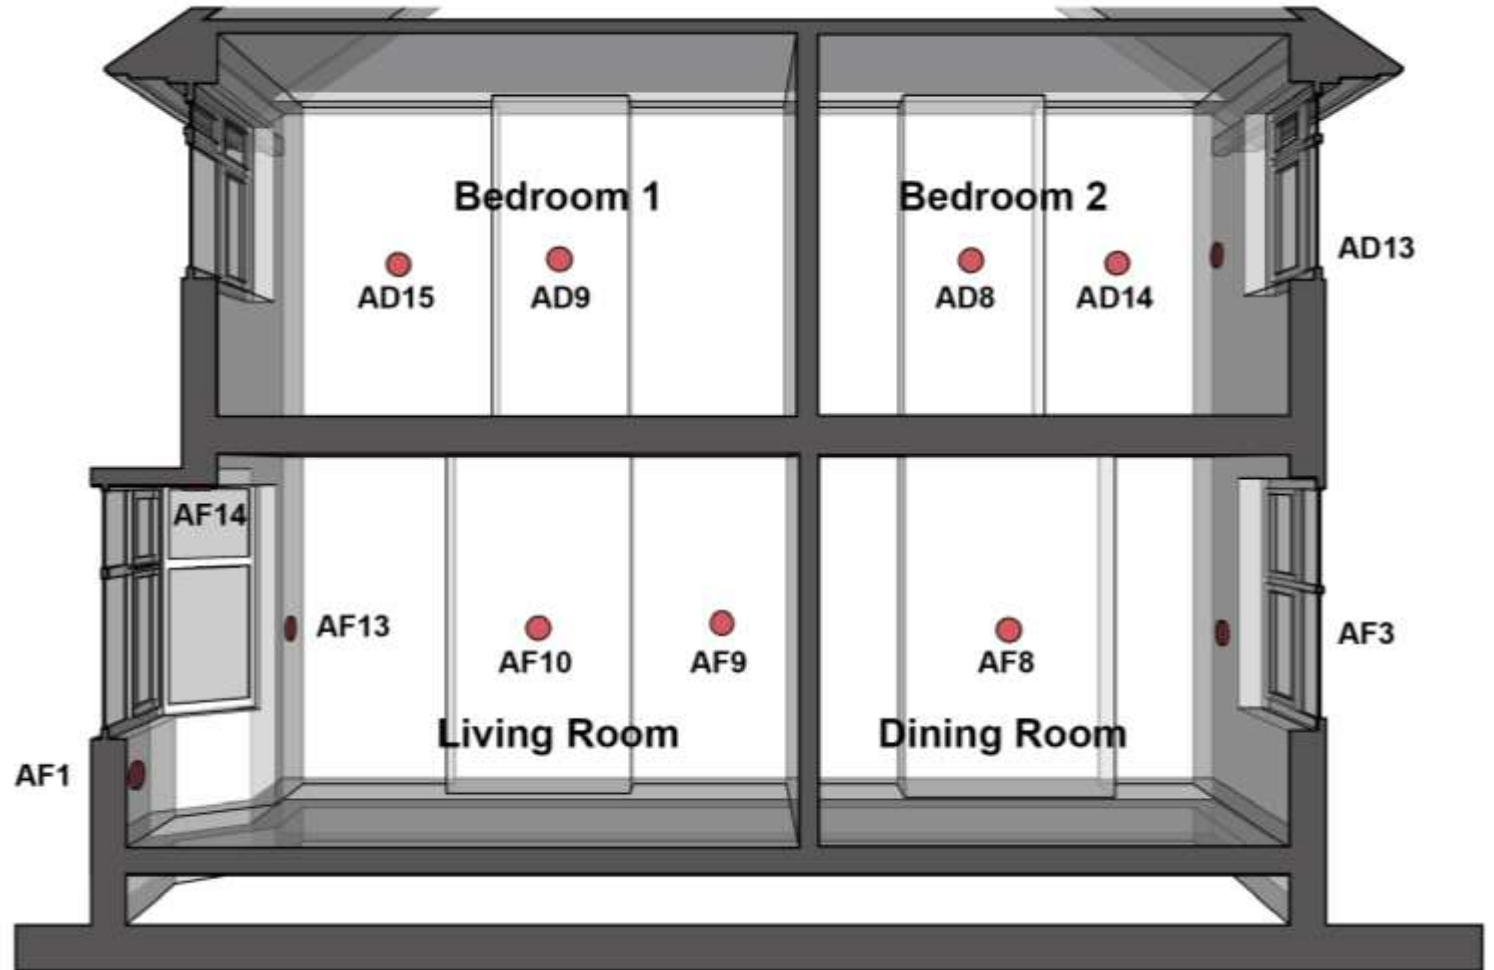 Bedroom 1
Bedroom 2
AD15
AD9
AD8
AD14
AD13
AF14
AF13
AF10
AF9
AF8
AF3
Living Room
Dining Room
AF1